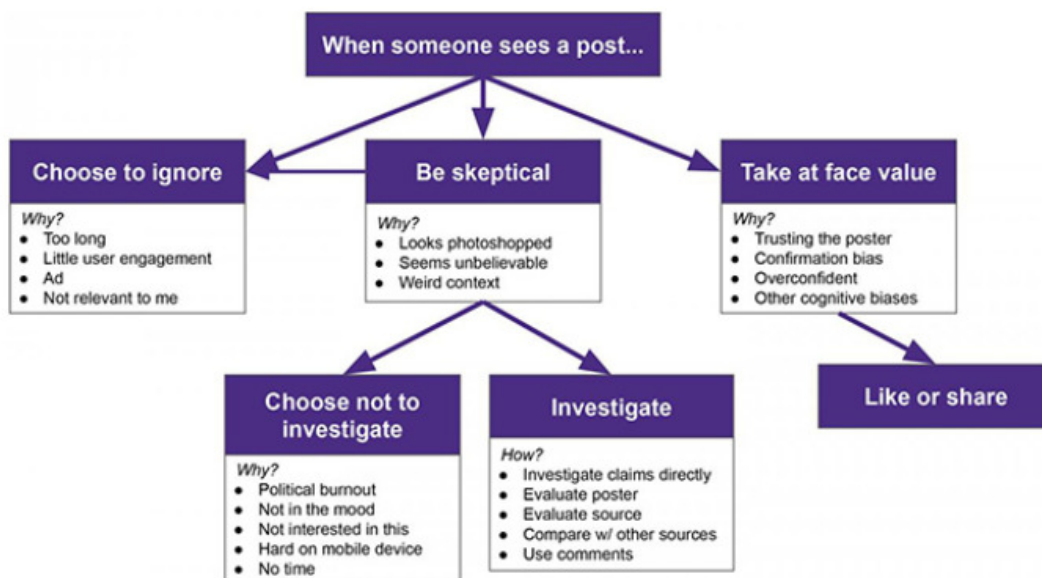 When someone sees a post...
Choose to ignore
Why?
● Too long
● Little user engagement
● Ad
● Not relevant to me
Be skeptical
Why?
● Looks photoshopped
● Seems unbelievable
● Weird context
Take at face value
Why?
● Trusting the poster
● Confirmation bias
● Overconfident
● Other cognitive biases
Choose not to
investigate
Why?
● Political burnout
● Not in the mood
● Not interested in this
● Hard on mobile device
● No time
Investigate
How?
● Investigate claims directly
● Evaluate poster
● Evaluate source
● Compare w/ other sources
● Use comments
Like or share